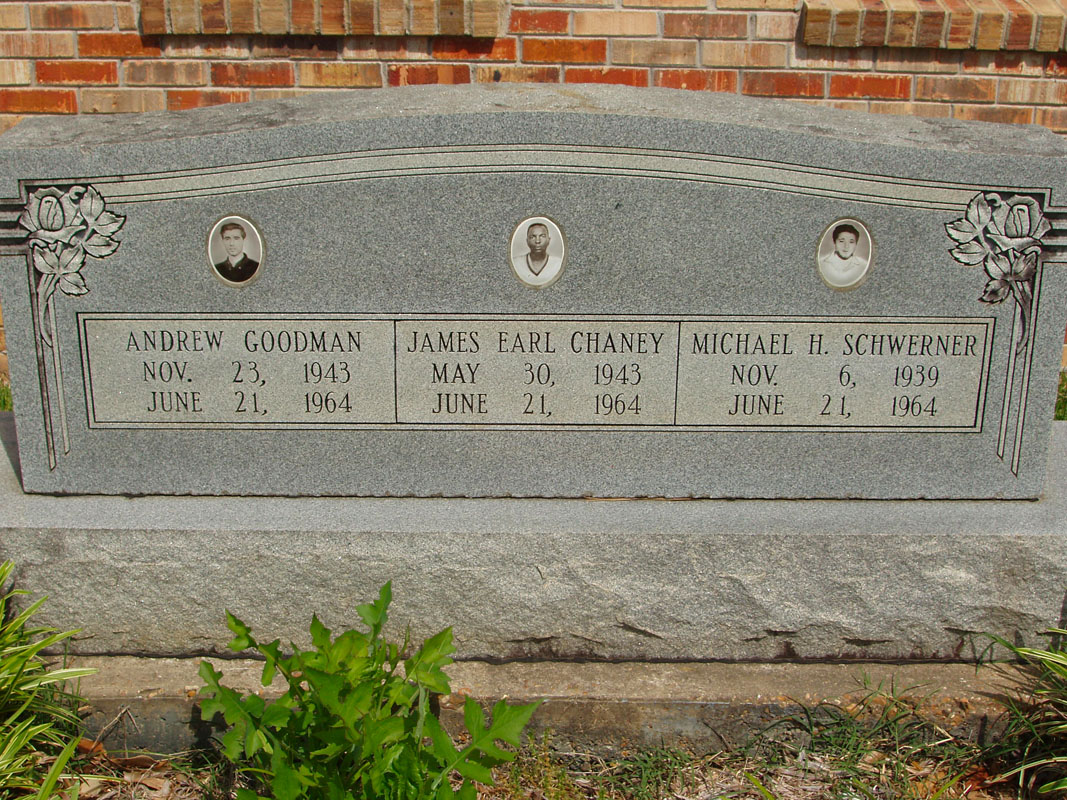 ANDREW GOODMAN
NOV. 23, 1943
JUNE 21, 1964
JAMES EARL CHANEY
MAY 30, 1943
JUNE 21, 1964
MICHAEL H. SCHWERNER
NOV. 6, 1939
JUNE 21, 1964